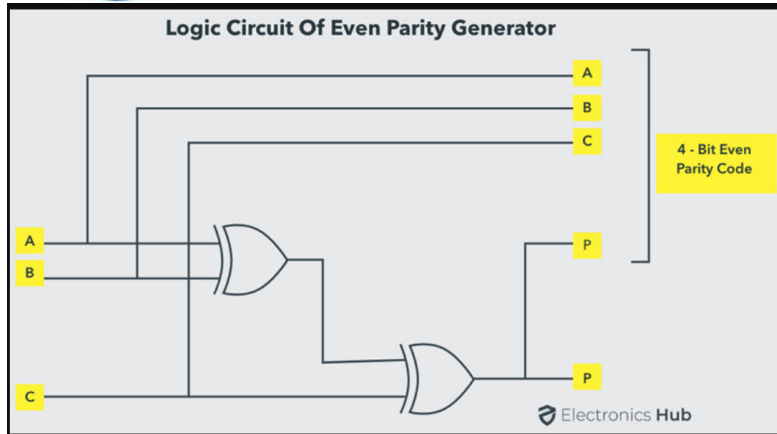 Logic Circuit Of Even Parity Generator
A
B
C
4 - Bit Even
Parity Code
A
B
P
C
P
Electronics Hub